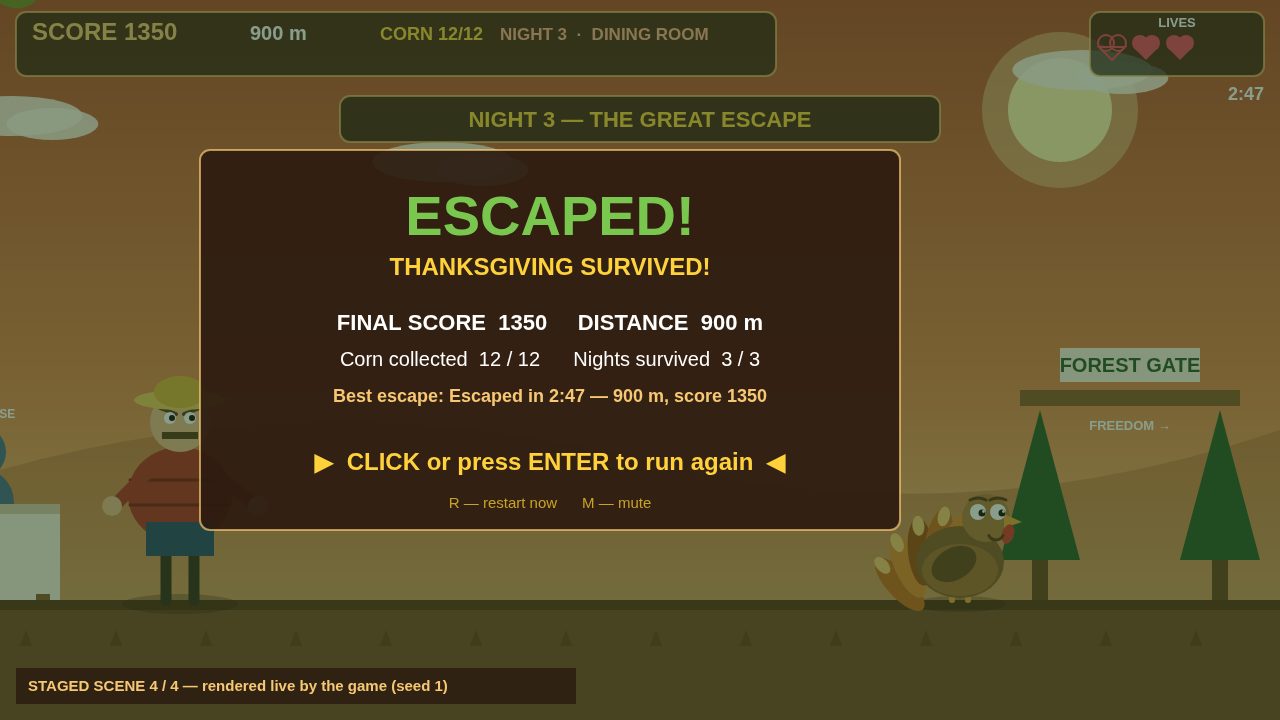 SCORE 1350 900 m CORN 12/12 NIGHT 3 · DINING ROOM
LIVES
2:47
NIGHT 3 — THE GREAT ESCAPE
ESCAPED!
THANKSGIVING SURVIVED!
FINAL SCORE 1350 DISTANCE 900 m
Corn collected 12 / 12 Nights survived 3 / 3
Best escape: Escaped in 2:47 — 900 m, score 1350
▶ CLICK or press ENTER to run again ◀
R — restart now M — mute
FOREST GATE
FREEDOM →
SE
STAGED SCENE 4 / 4 — rendered live by the game (seed 1)